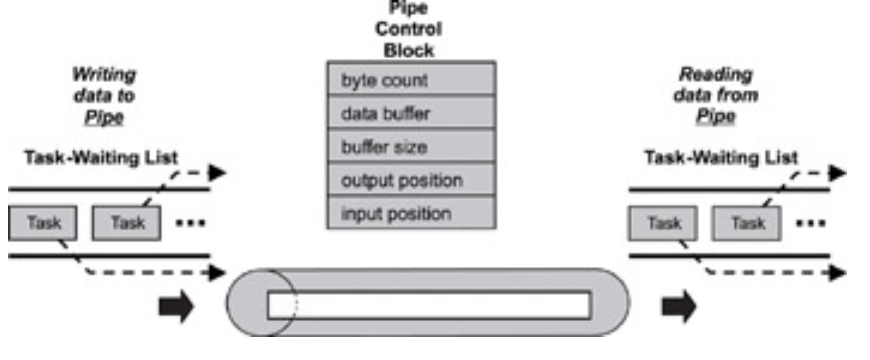 Pipe
Control
Block
byte count
data buffer
buffer size
output position
input position
Writing
data to
Pipe
Task-Waiting List
Task
Task
...
Reading
data from
Pipe
Task-Waiting List
Task
Task
...